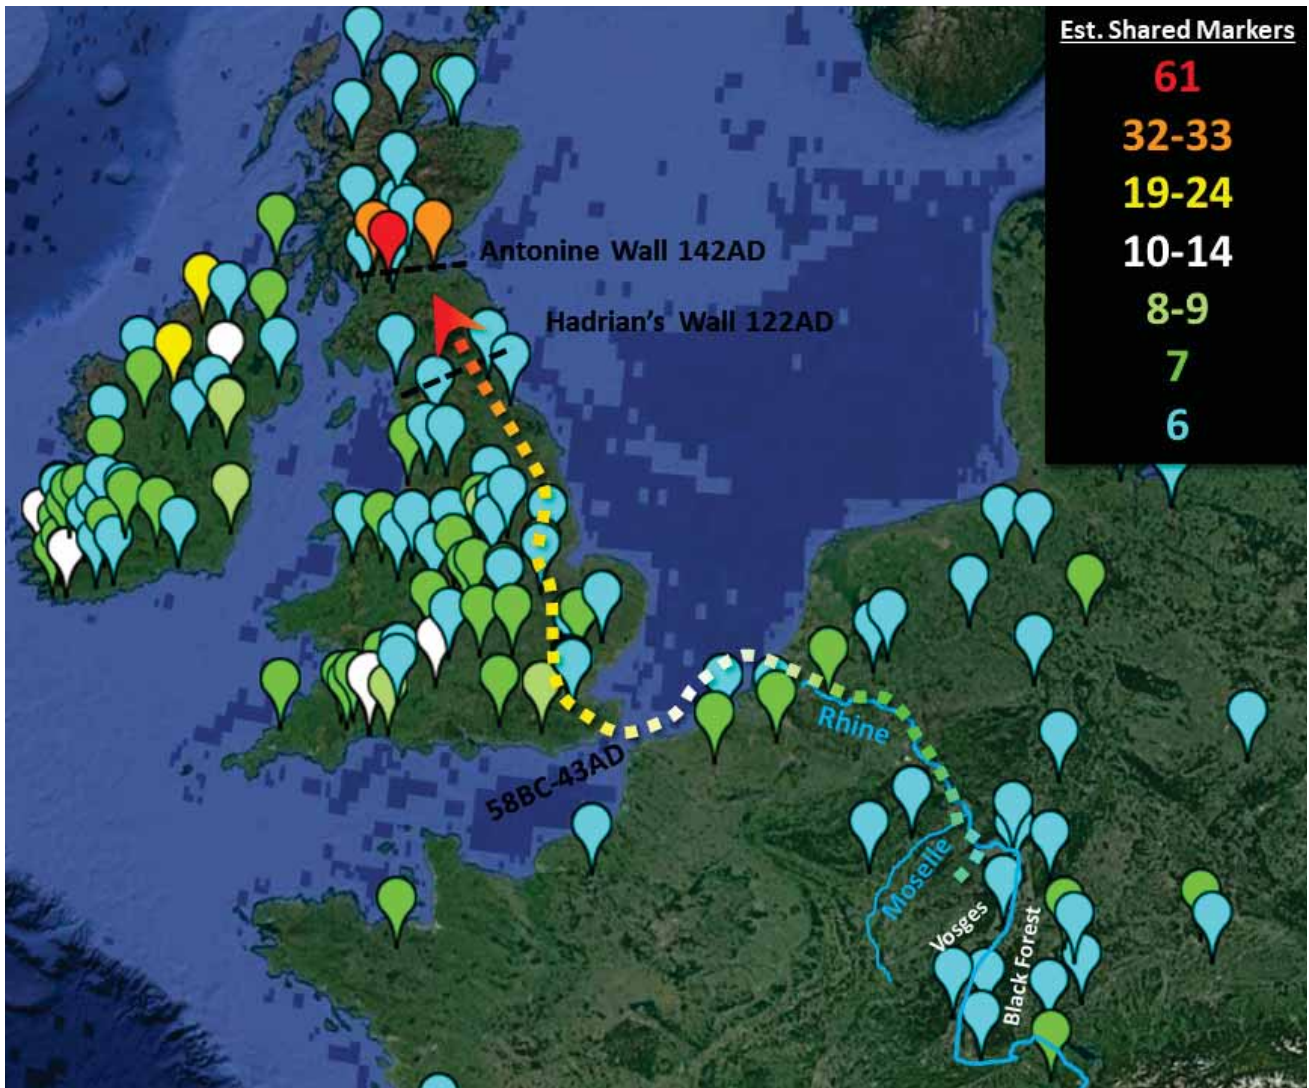 Est. Shared Markers
61
32-33
19-24
10-14
8-9
7
6
Antonine Wall 142AD
Hadrian's Wall 122AD
Rhine
58BC-43AD
Moselle
Vosges
Black Forest